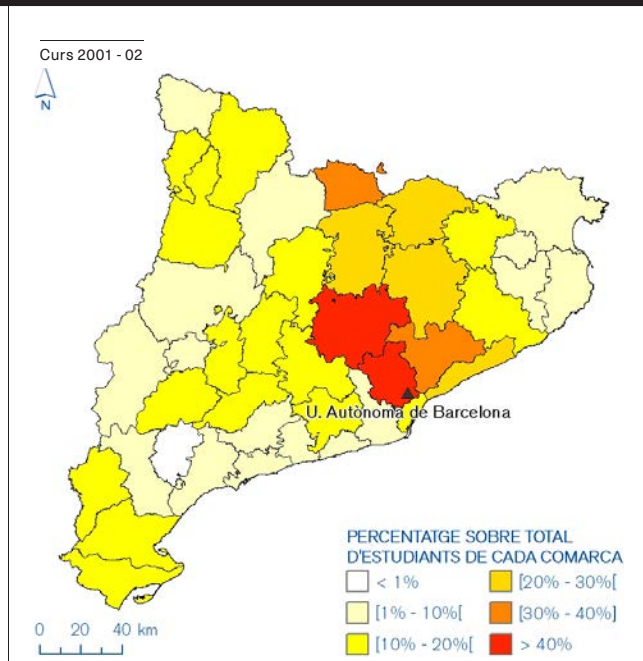 Curs 2001 - 02
N
U. Autònoma de Barcelona
PERCENTATGE SOBRE TOTAL
D'ESTUDIANTS DE CADA COMARCA
< 1%
[20% - 30%[
[1% - 10%[
[30% - 40%]
[10% - 20%[
> 40%
0 20 40 km